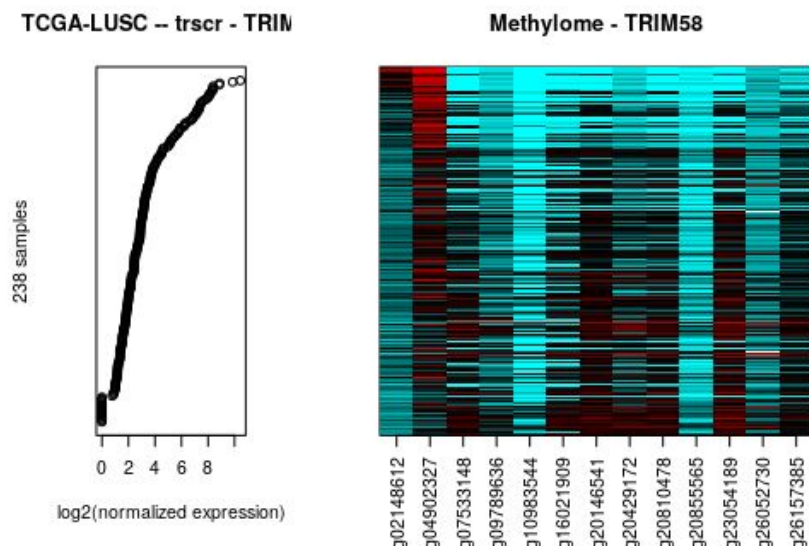 TCGA-LUSC -- trscr - TRIM
Methylome - TRIM58
238 samples
0 2 4 6 8
log2(normalized expression)
g02148612
g04902327
g07533148
g09789636
g10983544
g16021909
g20146541
g20429172
g20810478
g20855565
g23054189
g26052730
g26157385